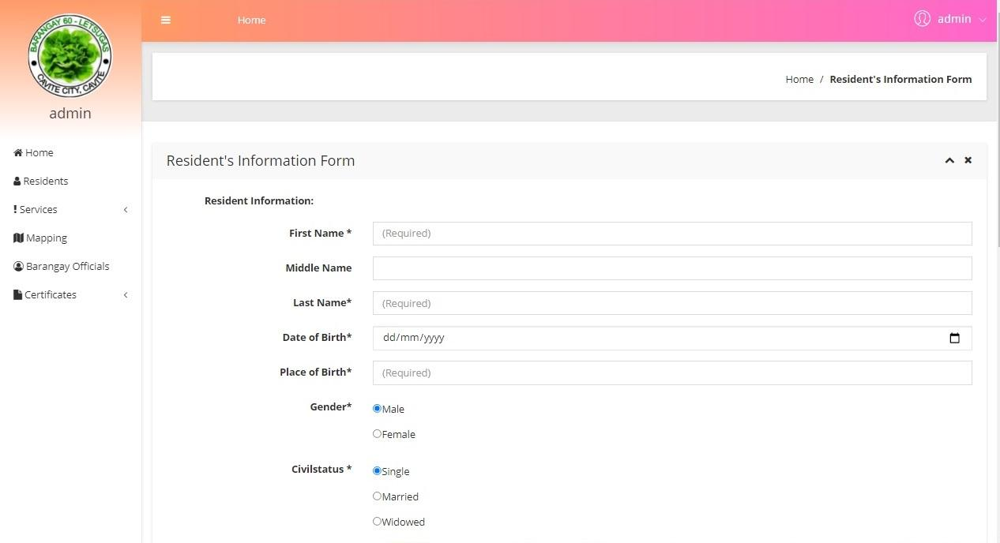 BARANGAY 60 - LETSUGAS
CAVITE CITY, CAVITE
admin
Home
Residents
Services
Mapping
Barangay Officials
Certificates
Home
admin
Home / Resident's Information Form
Resident's Information Form
Resident Information:
First Name * (Required)
Middle Name
Last Name* (Required)
Date of Birth* dd/mm/yyyy
Place of Birth* (Required)
Gender* Male
Female
Civilstatus * Single
Married
Widowed